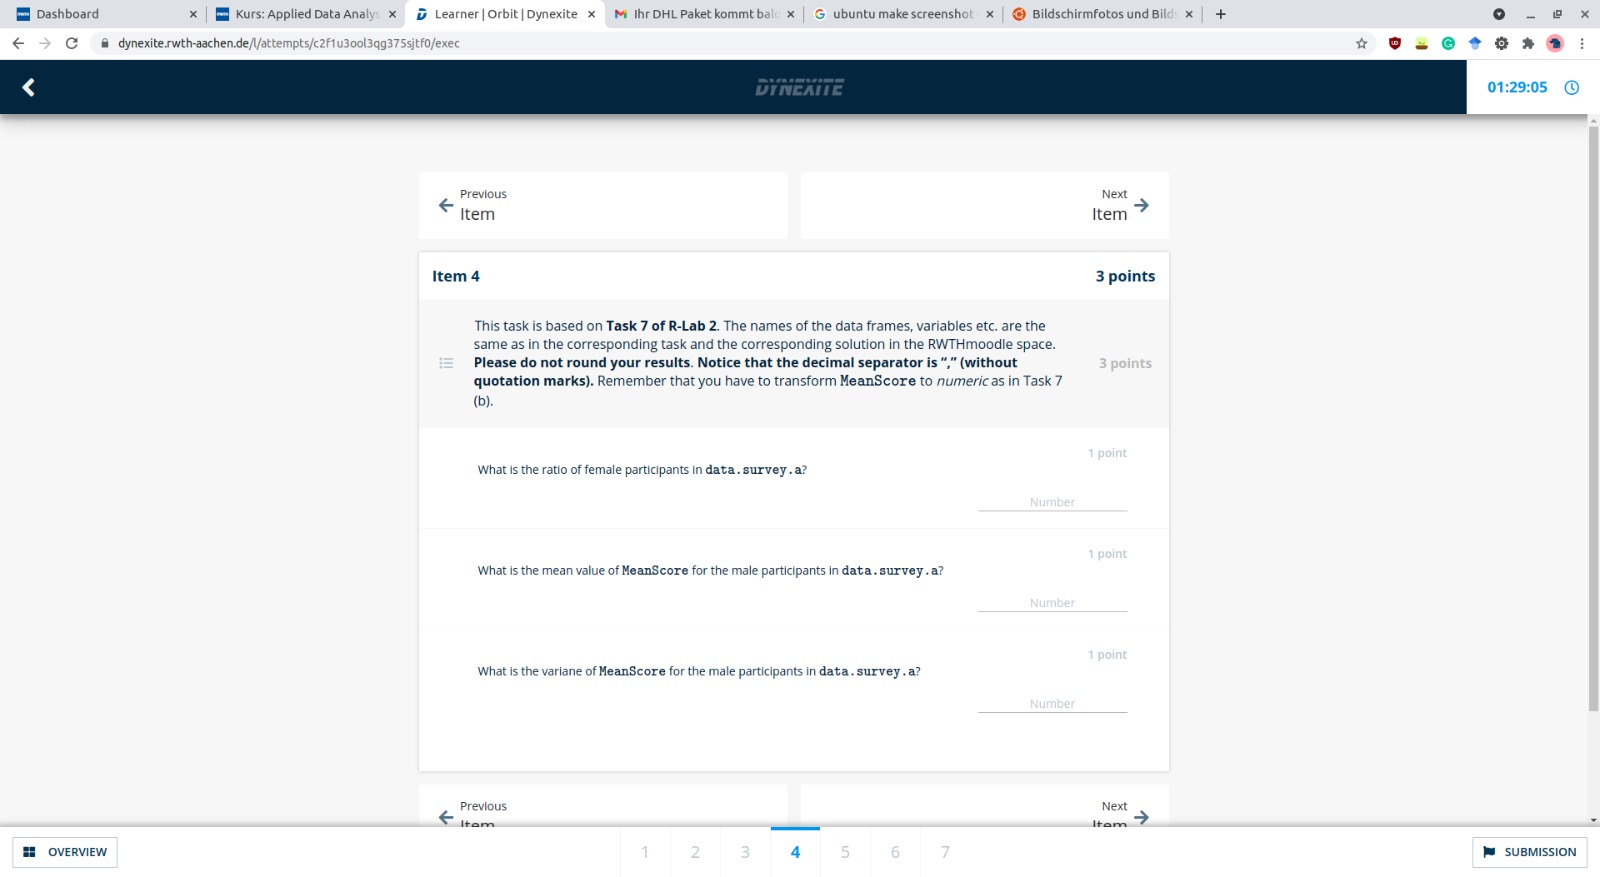 Dashboard
Kurs: Applied Data Analys
Learner | Orbit | Dynexite
Ihr DHL Paket kommt balc
ubuntu make screenshot
Bildschirmfotos und Bilds
dynexite.rwth-aachen.de/l/attempts/c2f1u3ool3qg375sjtf0/exec
DYNEXITE
01:29:05
Previous
Item
Next
Item
Item 4
3 points
This task is based on Task 7 of R-Lab 2. The names of the data frames, variables etc. are the
same as in the corresponding task and the corresponding solution in the RWTHmoodle space.
Please do not round your results. Notice that the decimal separator is “,” (without
quotation marks). Remember that you have to transform MeanScore to numeric as in Task 7
(b).
3 points
1 point
What is the ratio of female participants in data.survey.a?
Number
1 point
What is the mean value of MeanScore for the male participants in data.survey.a?
Number
1 point
What is the variane of MeanScore for the male participants in data.survey.a?
Number
Previous
Item
Next
Item
OVERVIEW
1 2 3 4 5 6 7
SUBMISSION